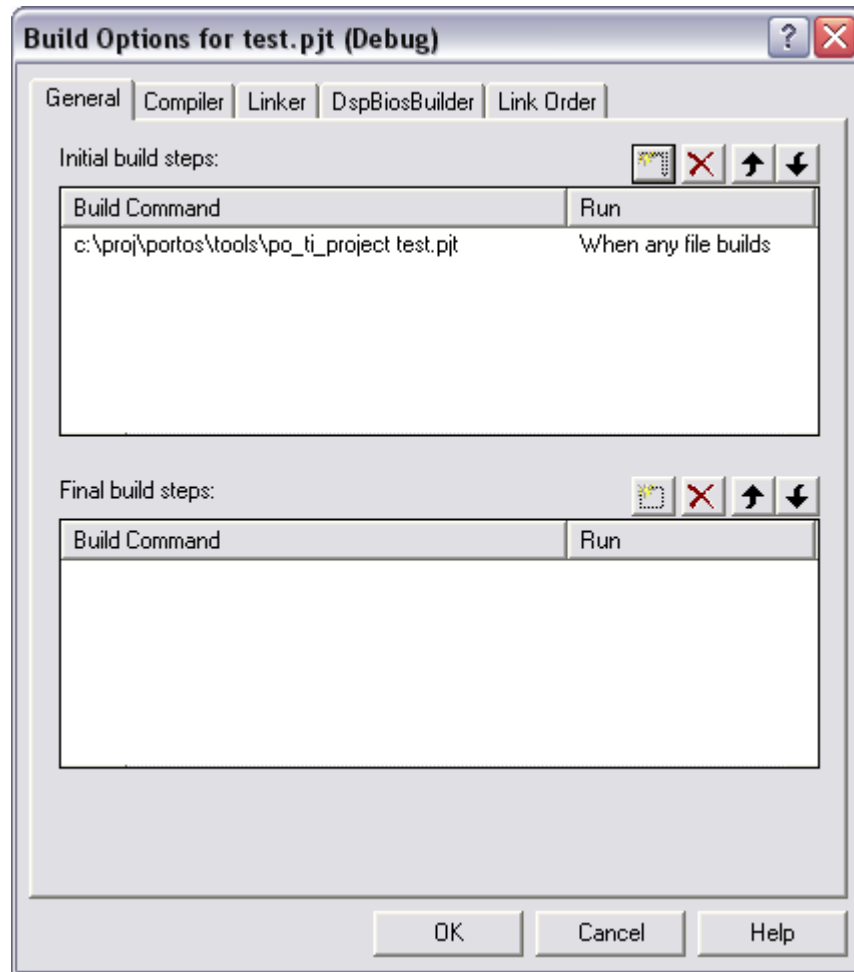 Build Options for test.pjt (Debug)
General Compiler Linker DspBiosBuilder Link Order
Initial build steps:
Build Command Run
c:\proj\portos\tools\po_ti_project test.pjt When any file builds
Final build steps:
Build Command Run
OK Cancel Help